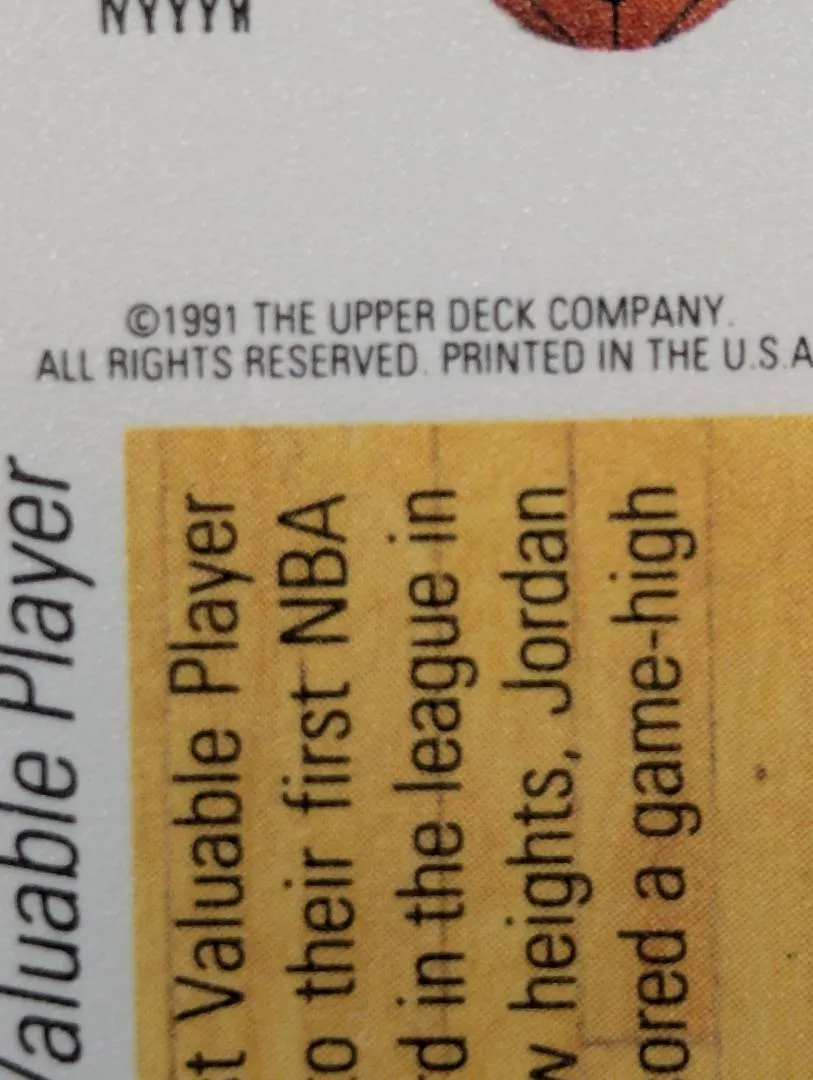 ©1991 THE UPPER DECK COMPANY.
ALL RIGHTS RESERVED. PRINTED IN THE U.S.A
Valuable Player
t Valuable Player
o their first NBA
rd in the league in
w heights, Jordan
ored a game-high